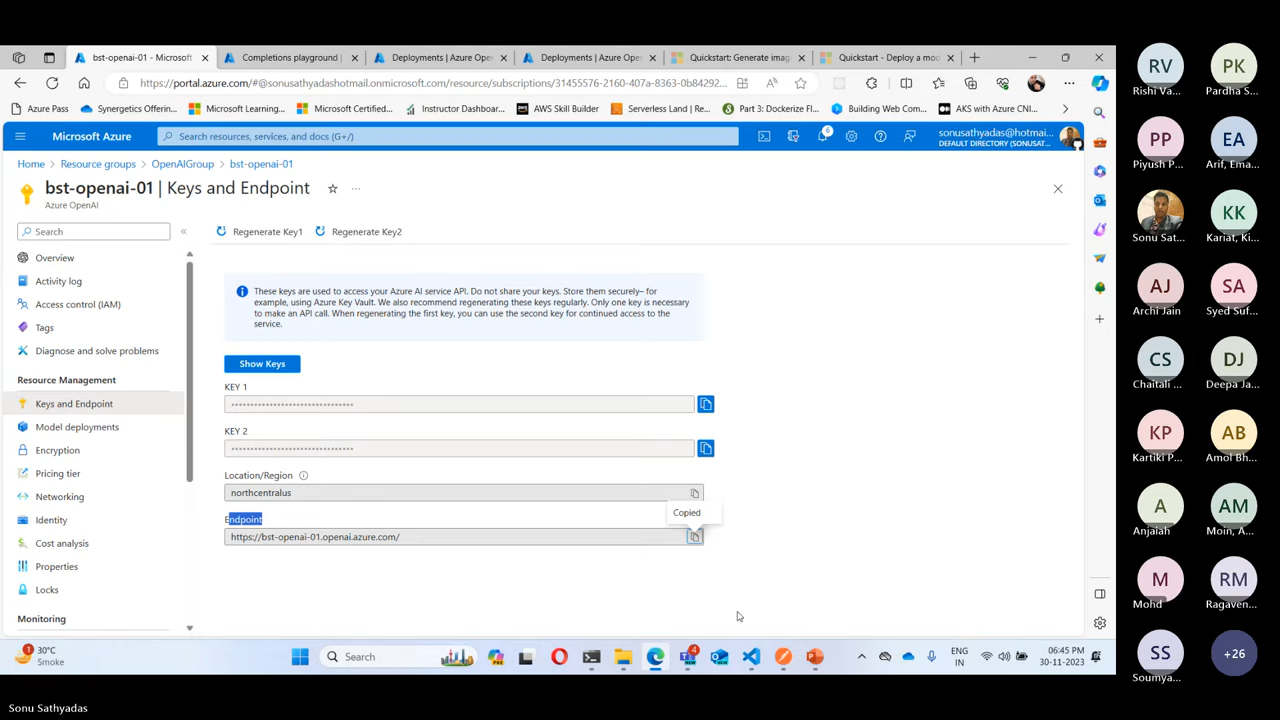 bst-openai-01 - Microsoft
Completions playground |
Deployments | Azure Ope
Deployments | Azure Ope
Quickstart: Generate imag
Quickstart - Deploy a mod
https://portal.azure.com/#@sonusathyadashotmail.onmicrosoft.com/resource/subscriptions/31455576-2160-407a-8363-0b84292...
Azure Pass
Synergetics Offering...
Microsoft Learning...
Microsoft Certified...
Instructor Dashboar...
AWS Skill Builder
Serverless Land | Re...
Part 3: Dockerize Fl...
Building Web Com...
AKS with Azure CNI...
Microsoft Azure
Search resources, services, and docs (G+/)
6
sonusathyadas@hotmai...
DEFAULT DIRECTORY (SONUSAT...
Home
Resource groups
OpenAIGroup
bst-openai-01
bst-openai-01 | Keys and Endpoint
Azure OpenAI
Search
Overview
Activity log
Access control (IAM)
Tags
Diagnose and solve problems
Resource Management
Keys and Endpoint
Model deployments
Encryption
Pricing tier
Networking
Identity
Cost analysis
Properties
Locks
Monitoring
Regenerate Key1
Regenerate Key2
These keys are used to access your Azure AI service API. Do not share your keys. Store them securely– for
example, using Azure Key Vault. We also recommend regenerating these keys regularly. Only one key is necessary
to make an API call. When regenerating the first key, you can use the second key for continued access to the
service.
Show Keys
KEY 1
KEY 2
Location/Region
northcentralus
Copied
Endpoint
https://bst-openai-01.openai.azure.com/
1
30°C
Smoke
Search
PRE
4
ENG
IN
06:45 PM
30-11-2023
RV
Rishi Va...
PK
Pardha S...
PP
Piyush P...
EA
Arif, Ema...
Sonu Sat...
KK
Kariat, Ki...
AJ
Archi Jain
SA
Syed Suf...
CS
Chaitali ...
DJ
Deepa Ja...
KP
Kartiki P...
AB
Amol Bh...
A
Anjaiah
AM
Moin, A...
M
Mohd
RM
Ragaven...
SS
Soumya...
+26
Sonu Sathyadas